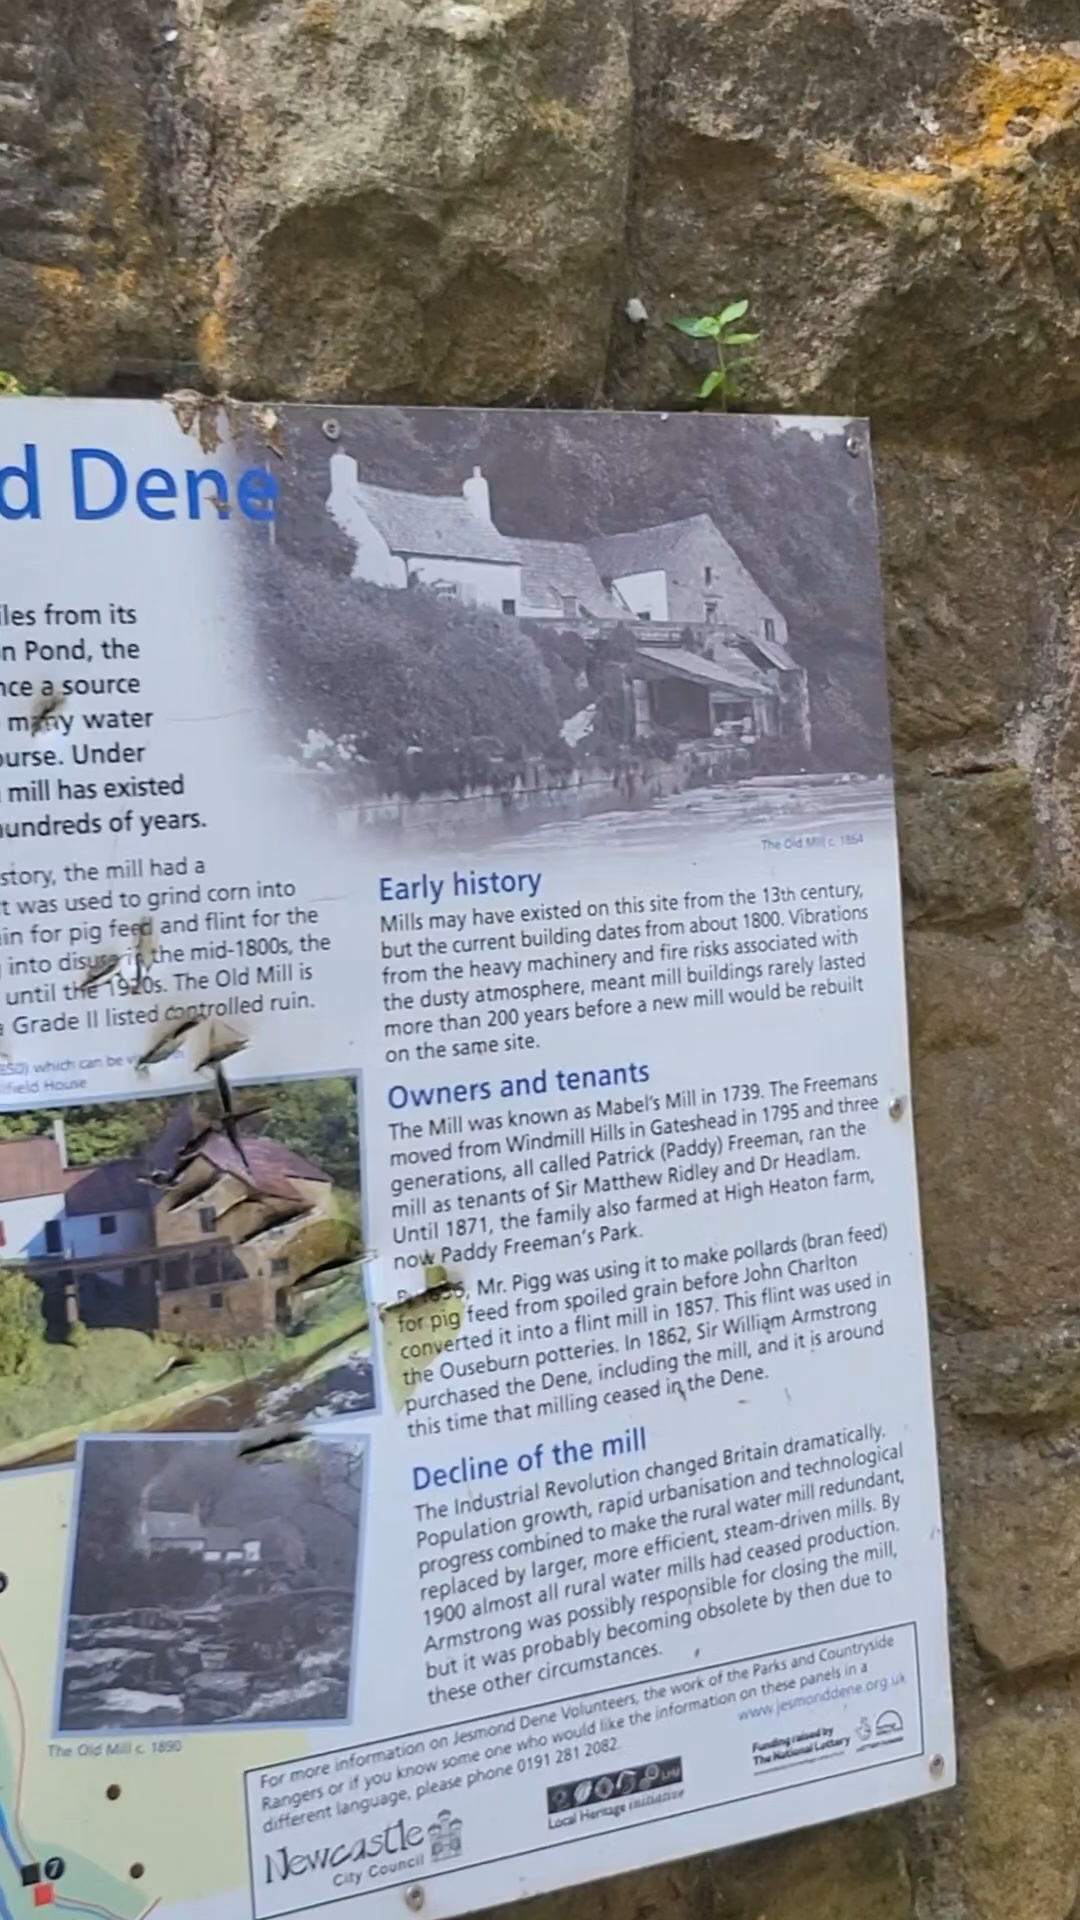 d Dene
iles from its
n Pond, the
nce a source
many water
ourse. Under
mill has existed
hundreds of years.
story, the mill had a
t was used to grind corn into
in for pig feed and flint for the
into disuse in the mid-1800s, the
until the 1920s. The Old Mill is
a Grade II listed controlled ruin.
850) which can be
field House
The Old Mill c. 1864
Early history
Mills may have existed on this site from the 13th century,
but the current building dates from about 1800. Vibrations
from the heavy machinery and fire risks associated with
the dusty atmosphere, meant mill buildings rarely lasted
more than 200 years before a new mill would be rebuilt
on the same site.
Owners and tenants
The Mill was known as Mabel's Mill in 1739. The Freemans
moved from Windmill Hills in Gateshead in 1795 and three
generations, all called Patrick (Paddy) Freeman, ran the
mill as tenants of Sir Matthew Ridley and Dr Headlam.
Until 1871, the family also farmed at High Heaton farm,
now Paddy Freeman's Park.
Mr. Pigg was using it to make pollards (bran feed)
for pig feed from spoiled grain before John Charlton
converted it into a flint mill in 1857. This flint was used in
the Ouseburn potteries. In 1862, Sir William Armstrong
purchased the Dene, including the mill, and it is around
this time that milling ceased in the Dene.
Decline of the mill
The Industrial Revolution changed Britain dramatically.
Population growth, rapid urbanisation and technological
progress combined to make the rural water mill redundant,
replaced by larger, more efficient, steam-driven mills. By
1900 almost all rural water mills had ceased production.
Armstrong was possibly responsible for closing the mill,
but it was probably becoming obsolete by then due to
these other circumstances.
The Old Mill c. 1890
7
For more information on Jesmond Dene Volunteers, the work of the Parks and Countryside
Rangers or if you know some one who would like the information on these panels in a
different language, please phone 0191 281 2082.
www.jesmonddene.org.uk
Newcastle
City Council
LHI
Local Heritage initiative
Funding raised by
The National Lottery